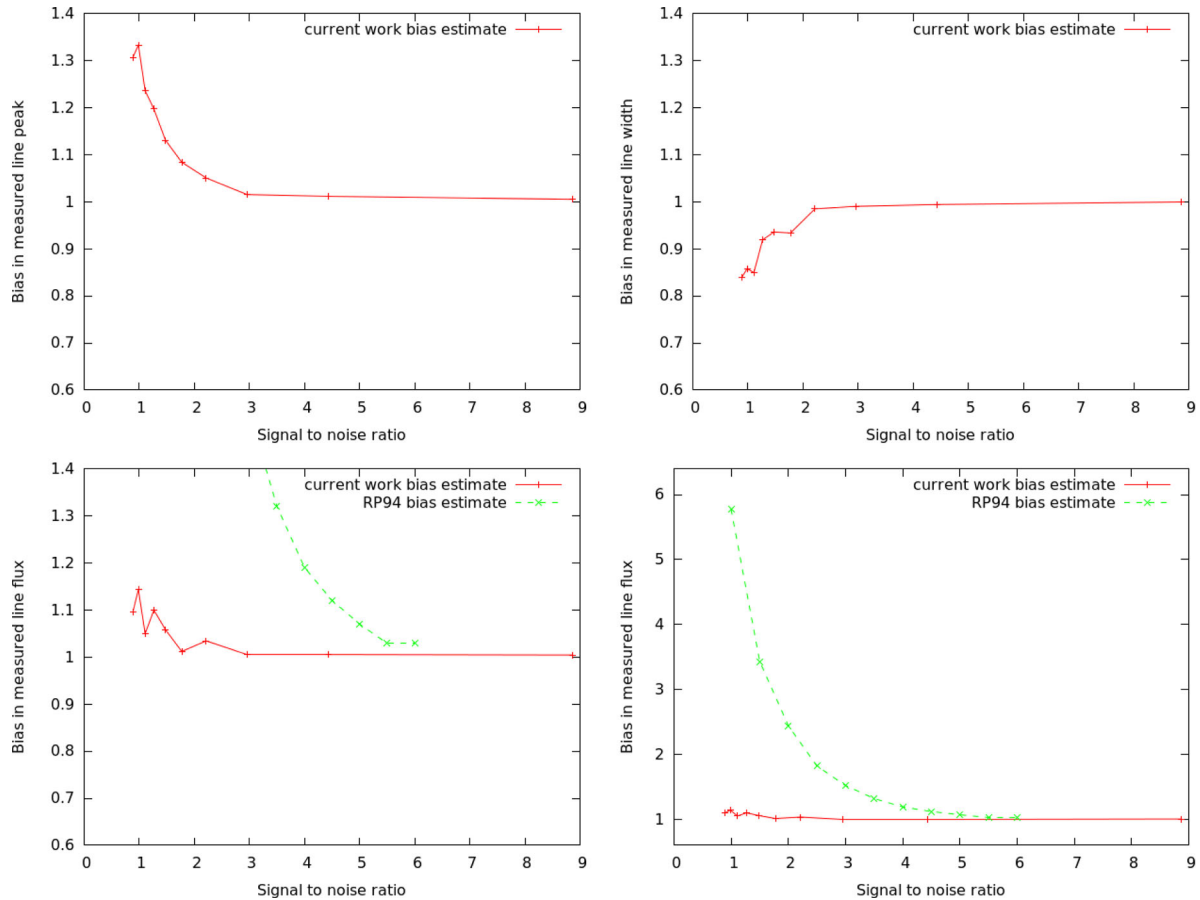 current work bias estimate
Bias in measured line peak
1.4
1.3
1.2
1.1
1
0.9
0.8
0.7
0.6
0 1 2 3 4 5 6 7 8 9
Signal to noise ratio
current work bias estimate
Bias in measured line width
1.4
1.3
1.2
1.1
1
0.9
0.8
0.7
0.6
0 1 2 3 4 5 6 7 8 9
Signal to noise ratio
current work bias estimate
RP94 bias estimate
Bias in measured line flux
1.4
1.3
1.2
1.1
1
0.9
0.8
0.7
0.6
0 1 2 3 4 5 6 7 8 9
Signal to noise ratio
current work bias estimate
RP94 bias estimate
Bias in measured line flux
6
5
4
3
2
1
0 1 2 3 4 5 6 7 8 9
Signal to noise ratio